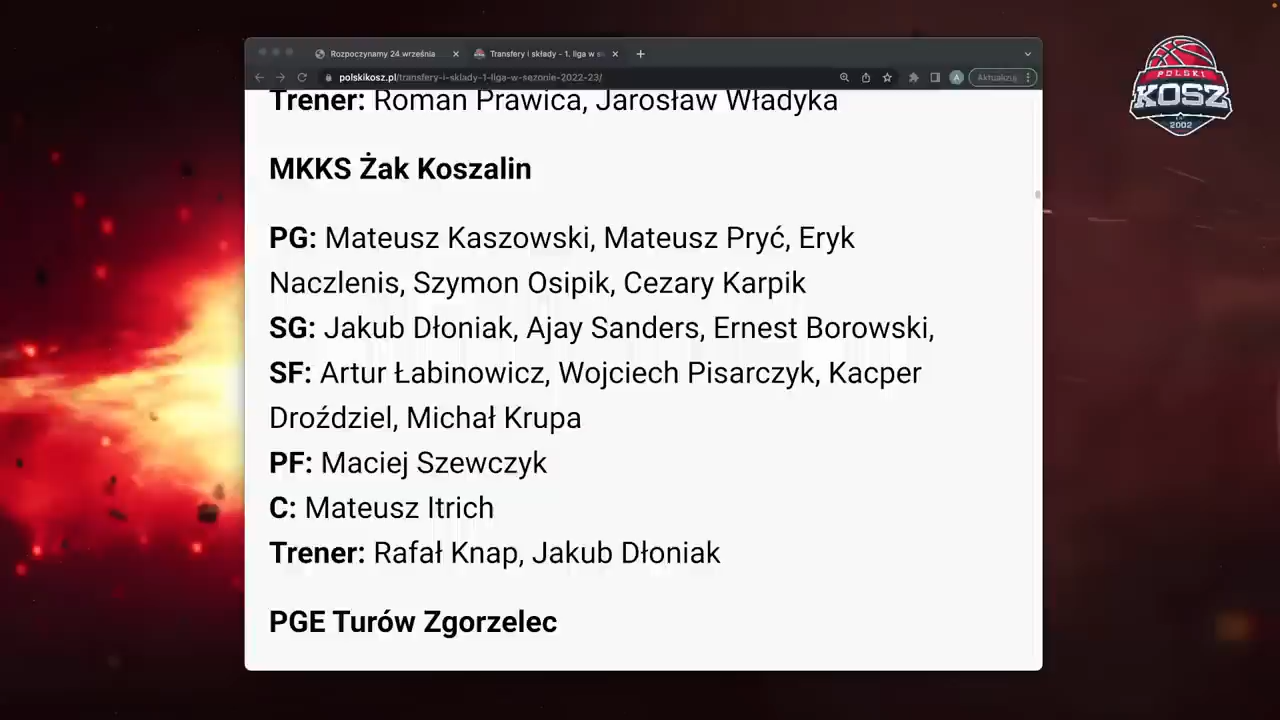 Rozpoczynamy 24 września
Transfery i składy - 1. liga w s
polskikosz.pl/transfery-i-sklady-1-liga-w-sezonie-2022-23/
A
Aktualizuj
POLSKI
KOSZ
2002
Trener: Roman Prawica, Jarosław Władyka
MKKS Żak Koszalin
PG: Mateusz Kaszowski, Mateusz Pryć, Eryk
Naczlenis, Szymon Osipik, Cezary Karpik
SG: Jakub Dłoniak, Ajay Sanders, Ernest Borowski,
SF: Artur Łabinowicz, Wojciech Pisarczyk, Kacper
Droździel, Michał Krupa
PF: Maciej Szewczyk
C: Mateusz Itrich
Trener: Rafał Knap, Jakub Dłoniak
PGE Turów Zgorzelec